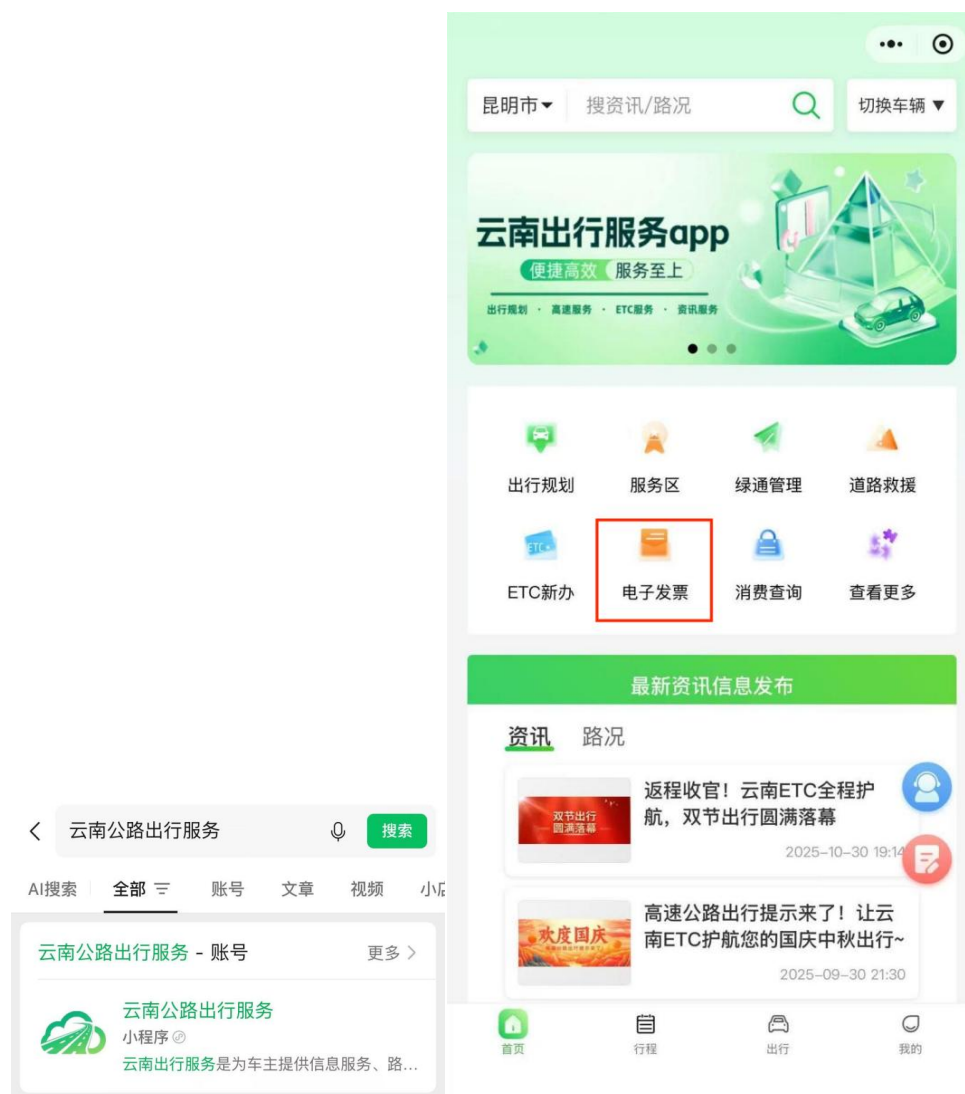 云南公路出行服务
搜索
AI搜索
全部
账号
文章
视频
小店
云南公路出行服务 - 账号
更多
云南公路出行服务
小程序
云南出行服务是为车主提供信息服务、路...
昆明市
搜资讯/路况
切换车辆
云南出行服务app
便捷高效
服务至上
出行规划 · 高速服务 · ETC服务 · 资讯服务
出行规划
服务区
绿通管理
道路救援
ETC
ETC新办
电子发票
消费查询
查看更多
最新资讯信息发布
资讯
路况
双节出行
圆满落幕
返程收官！云南ETC全程护
航，双节出行圆满落幕
2025-10-30 19:14
欢度国庆
高速公路出行提示来了！让云
南ETC护航您的国庆中秋出行~
2025-09-30 21:30
首页
行程
出行
我的